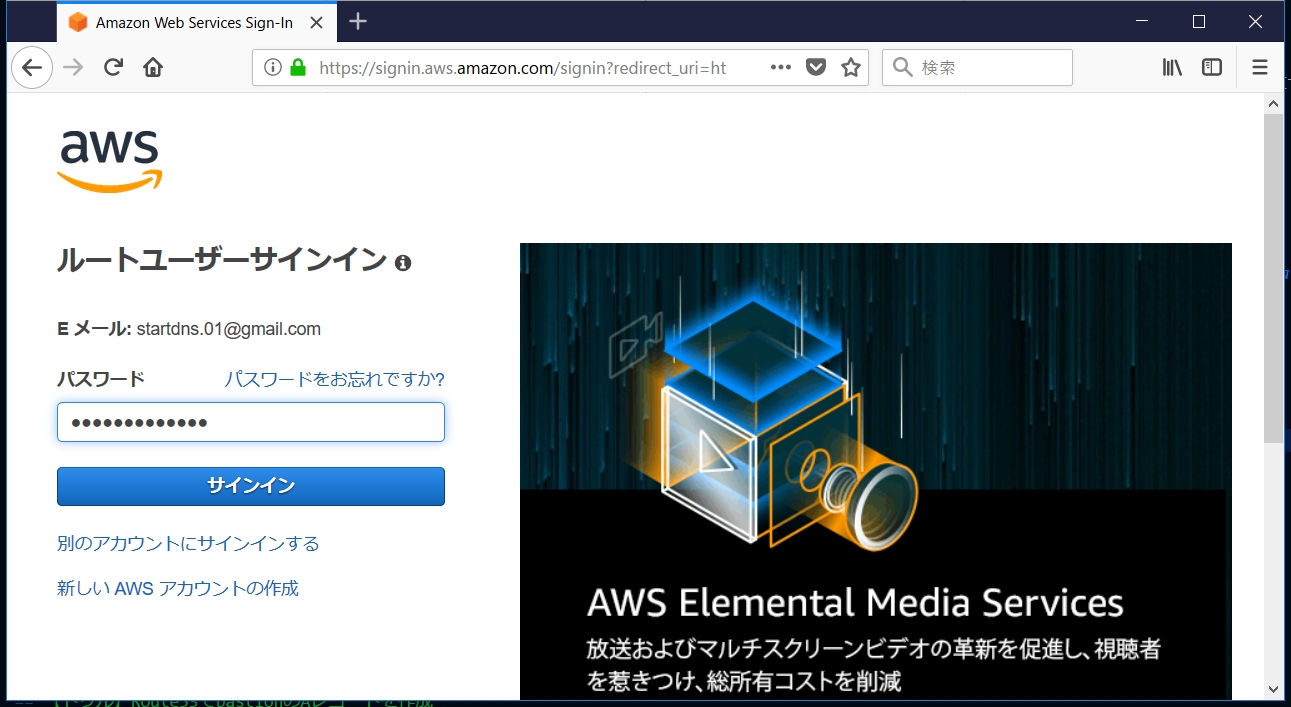 Amazon Web Services Sign-In
https://signin.aws.amazon.com/signin?redirect_uri=ht
検索
aws
ルートユーザーサインイン
E メール: startdns.01@gmail.com
パスワード パスワードをお忘れですか?
サインイン
別のアカウントにサインインする
新しい AWS アカウントの作成
AWS Elemental Media Services
放送およびマルチスクリーンビデオの革新を促進し、視聴者
を惹きつけ、総所有コストを削減